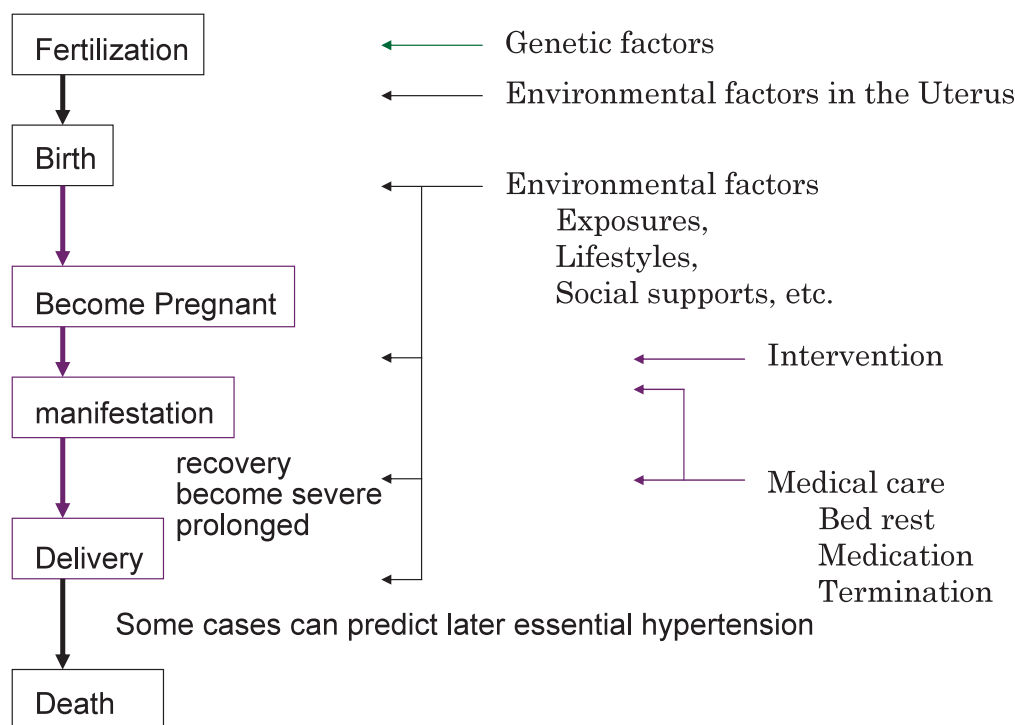 Fertilization
Genetic factors
Environmental factors in the Uterus
Birth
Environmental factors
Exposures,
Lifestyles,
Social supports, etc.
Become Pregnant
Intervention
manifestation
recovery
become severe
prolonged
Medical care
Bed rest
Medication
Termination
Delivery
Some cases can predict later essential hypertension
Death